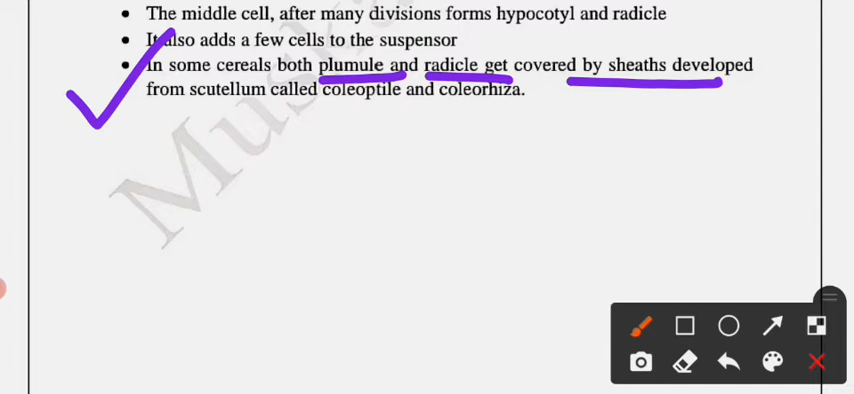 • The middle cell, after many divisions forms hypocotyl and radicle
• It also adds a few cells to the suspensor
• In some cereals both plumule and radicle get covered by sheaths developed
from scutellum called coleoptile and coleorhiza.